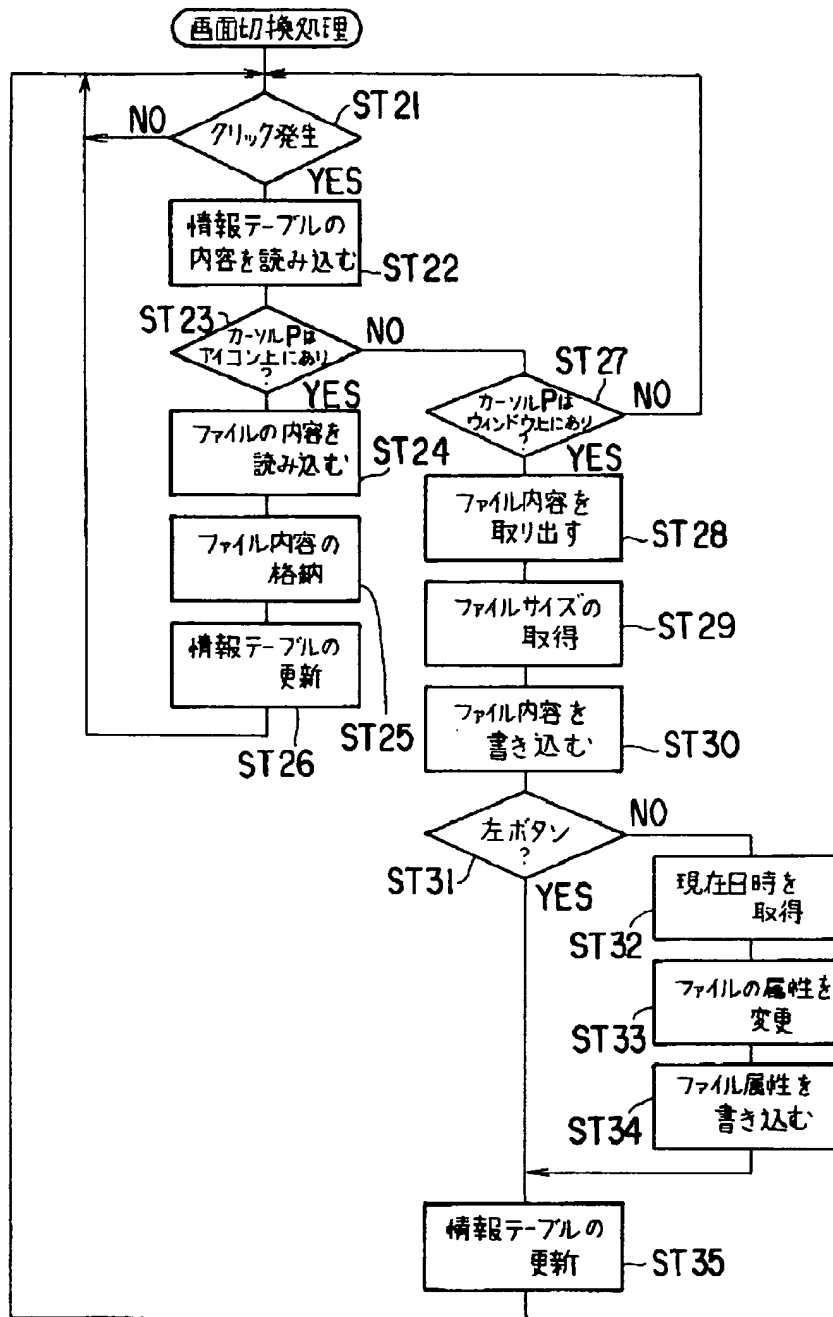 画面切換処理
ST21
NO
クリック発生
YES
情報テーブルの
内容を読み込む
ST22
ST23
カーソルPは
アイコン上にあり
?
NO
YES
ST27
カーソルPは
ウィンドウ上にあり
?
NO
YES
ファイルの内容を
読み込む
ST24
ファイル内容を
取り出す
ST28
ファイル内容の
格納
ST25
ファイルサイズの
取得
ST29
情報テーブルの
更新
ST26
ファイル内容を
書き込む
ST30
左ボタン
?
NO
ST31
YES
現在日時を
取得
ST32
ファイルの属性を
変更
ST33
ファイル属性を
書き込む
ST34
情報テーブルの
更新
ST35